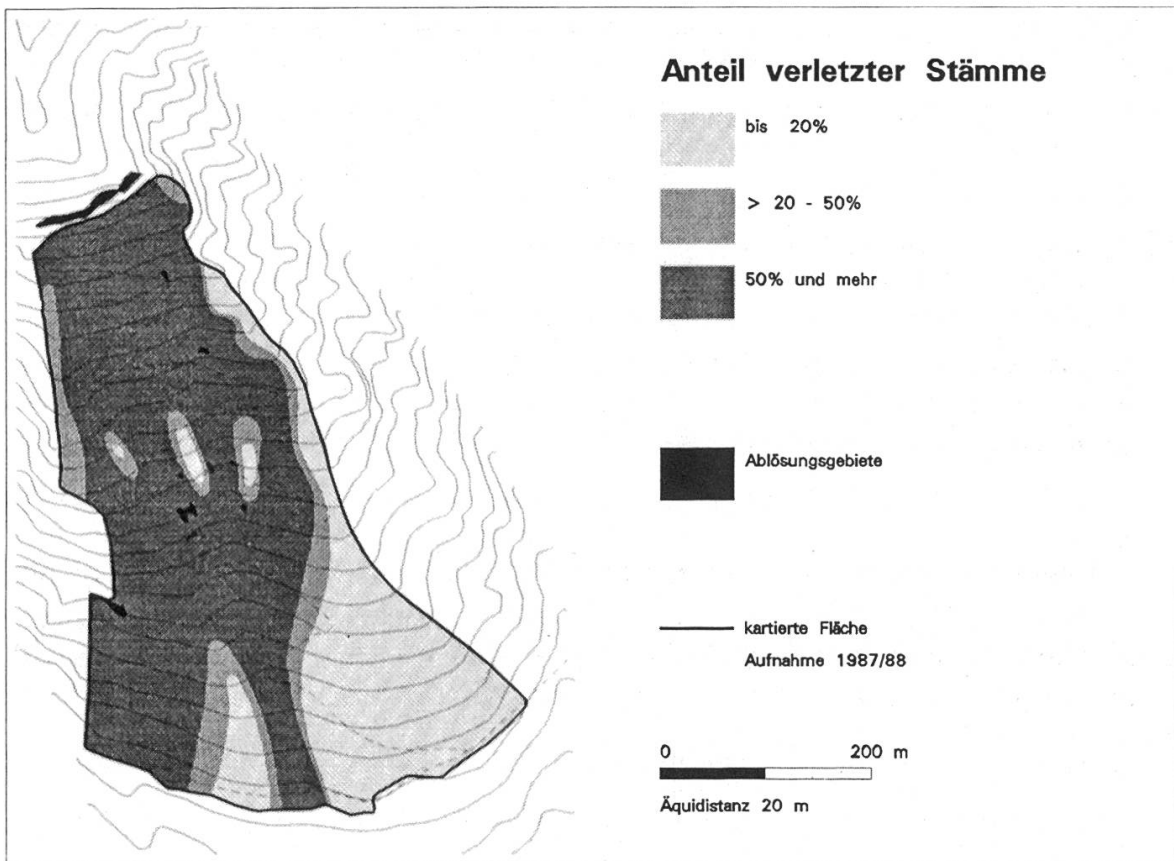 Anteil verletzter Stämme
bis 20%
> 20 - 50%
50% und mehr
Ablösungsgebiete
kartierte Fläche
Aufnahme 1987/88
0 200 m
Äquidistanz 20 m